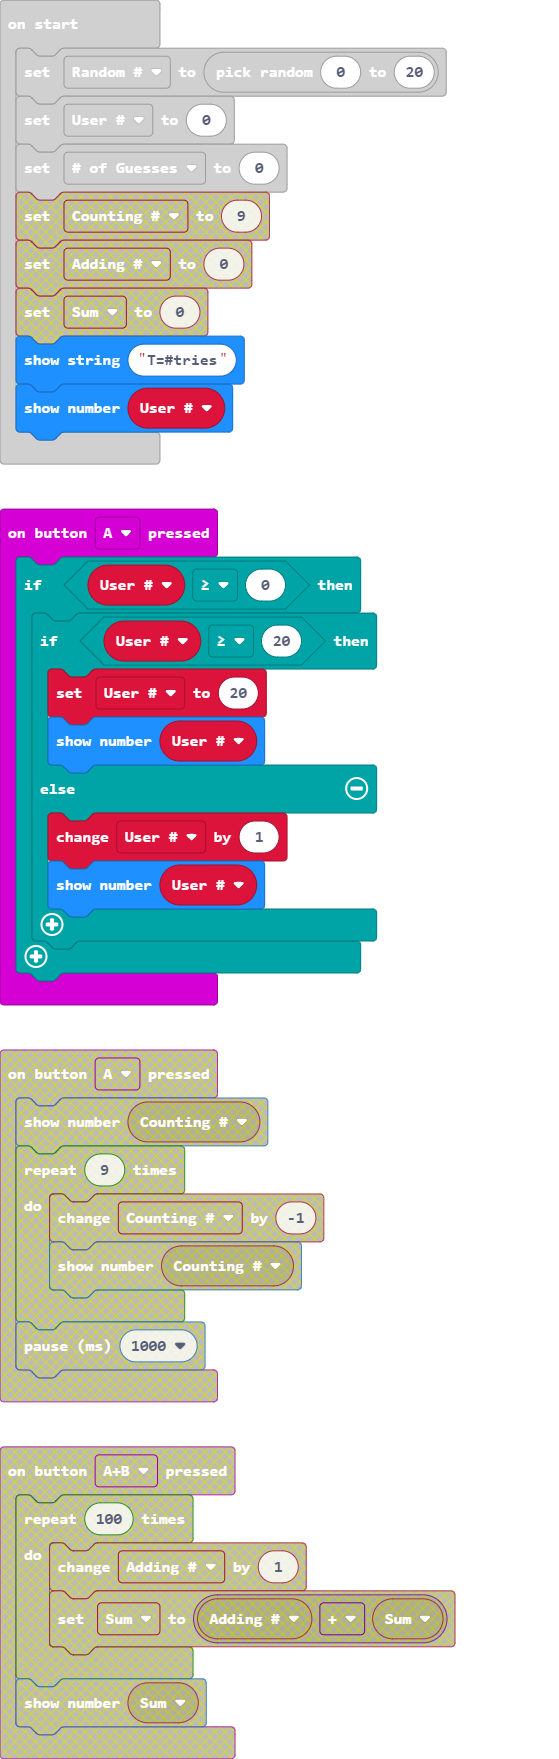 on start
set Random # to pick random 0 to 20
set User # to 0
set # of Guesses to 0
set Counting # to 9
set Adding # to 0
set Sum to 0
show string "T=#tries"
show number User #
on button A pressed
if User # ≥ 0 then
if User # ≥ 20 then
set User # to 20
show number User #
else
change User # by 1
show number User #
on button A pressed
show number Counting #
repeat 9 times
do
change Counting # by -1
show number Counting #
pause (ms) 1000
on button A+B pressed
repeat 100 times
do
change Adding # by 1
set Sum to Adding # + Sum
show number Sum